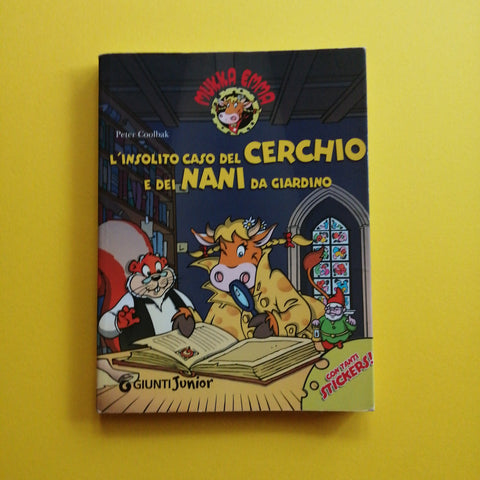 MUKKA EMMA
Peter Coolbak
L'INSOLITO CASO DEL CERCHIO
E DEI NANI DA GIARDINO
CON TANTI
STICKERS!
GIUNTI Junior